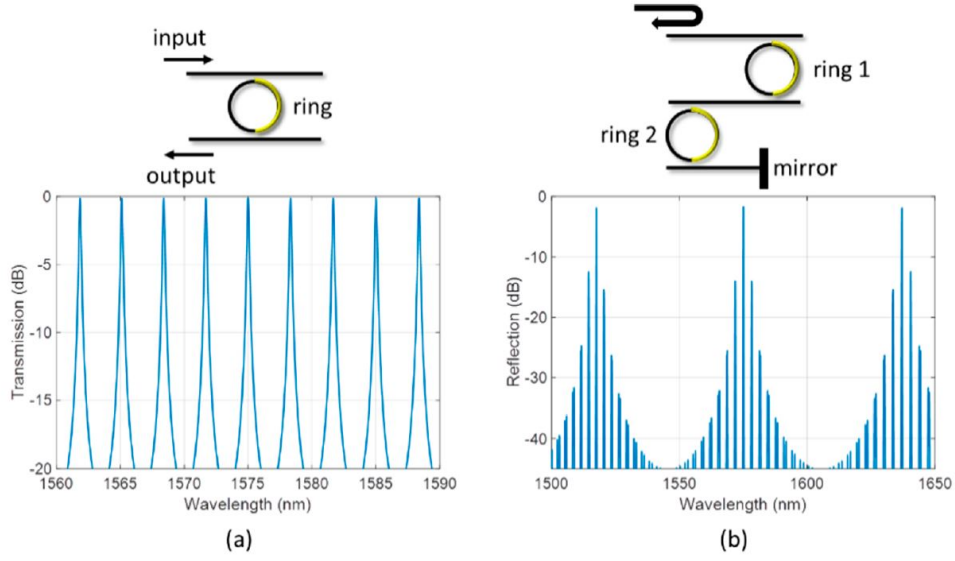 input
ring
output
0
-5
-10
-15
-20
Transmission (dB)
1560
1565
1570
1575
1580
1585
1590
Wavelength (nm)
(a)
ring 1
ring 2
mirror
0
-10
-20
-30
-40
Reflection (dB)
1500
1550
1600
1650
Wavelength (nm)
(b)